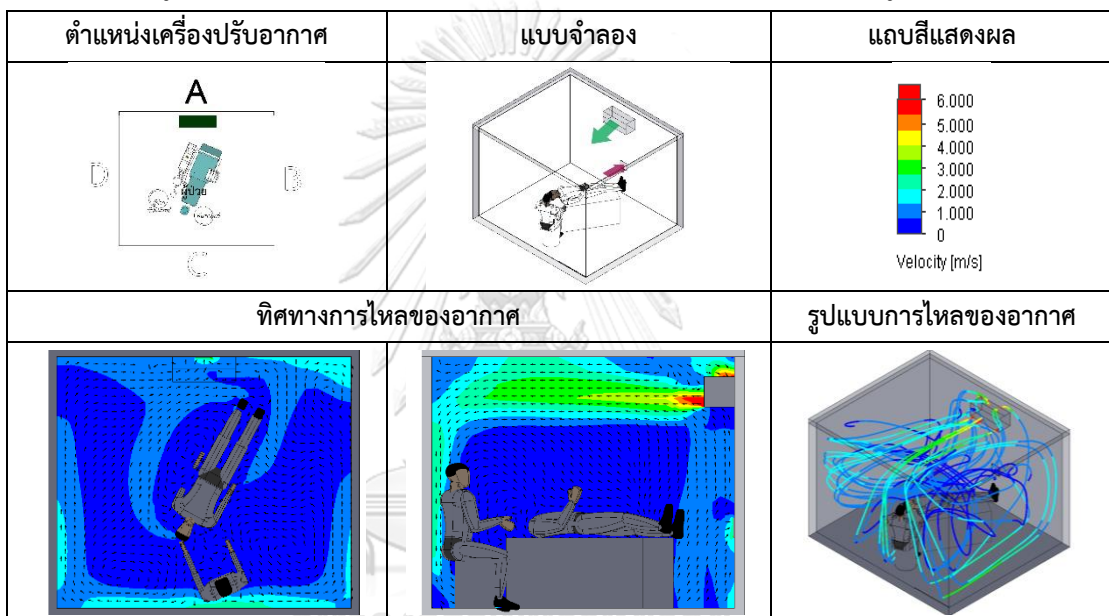 ตำแหน่งเครื่องปรับอากาศ
แบบจำลอง
แถบสีแสดงผล
A
D
B
ผู้ป่วย
C
6.000
5.000
4.000
3.000
2.000
1.000
0
Velocity [m/s]
ทิศทางการไหลของอากาศ
รูปแบบการไหลของอากาศ